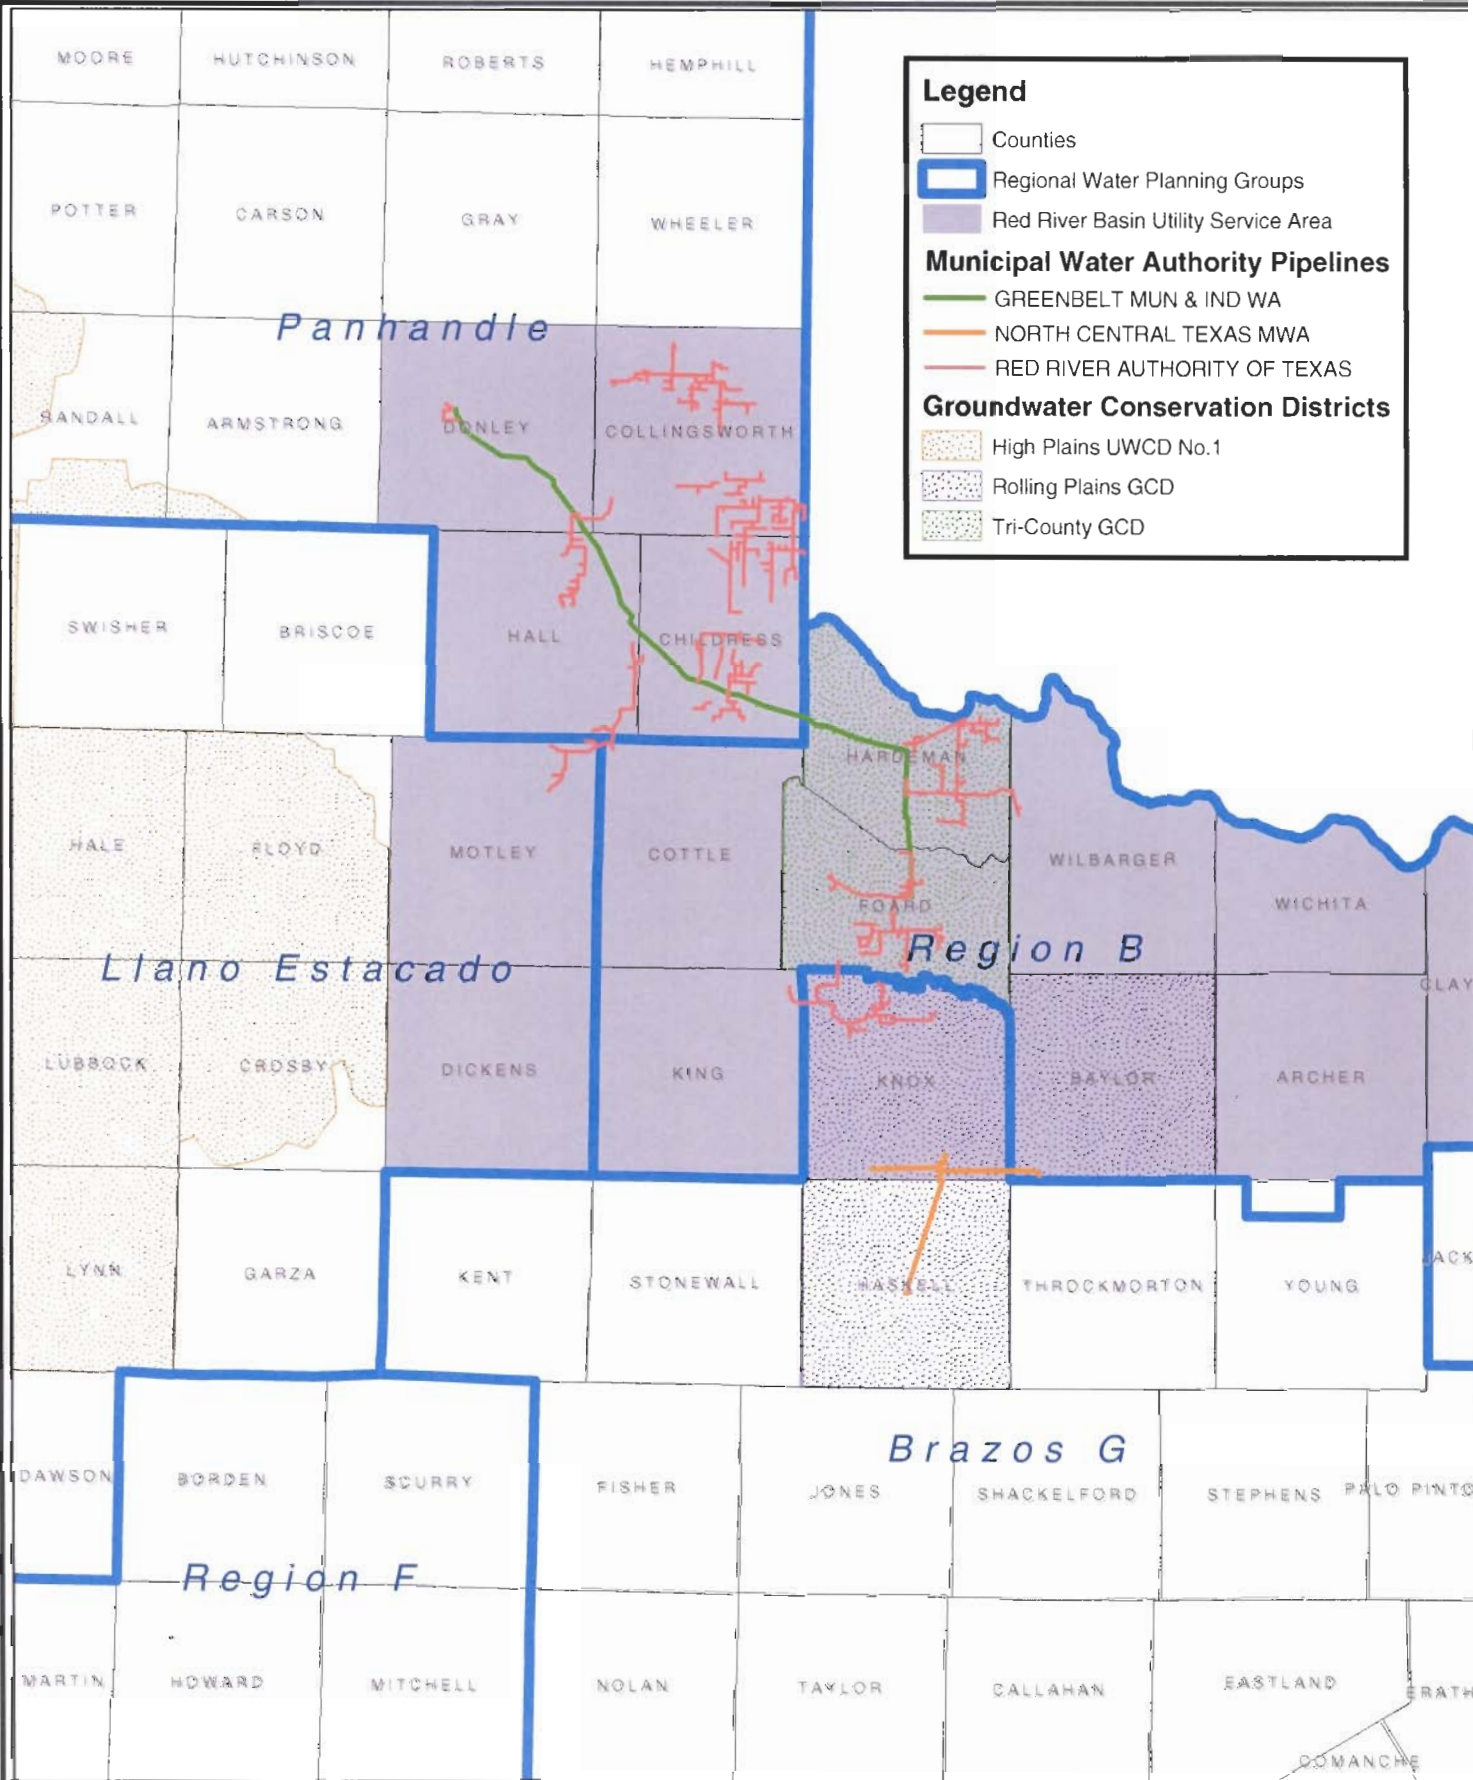 MOORE
HUTCHINSON
ROBERTS
HEMPHILL
Legend
Counties
Regional Water Planning Groups
Red River Basin Utility Service Area
Municipal Water Authority Pipelines
GREENBELT MUN & IND WA
NORTH CENTRAL TEXAS MWA
RED RIVER AUTHORITY OF TEXAS
Groundwater Conservation Districts
High Plains UWCD No.1
Rolling Plains GCD
Tri-County GCD
POTTER
CARSON
GRAY
WHEELER
Panhandle
RANDALL
ARMSTRONG
DONLEY
COLLINGSWORTH
SWISHER
BRISCOE
HALL
CHILDRESS
HARDEMAN
HALE
FLOYD
MOTLEY
COTTLE
WILBARGER
FOARD
WICHITA
Region B
Llano Estacado
CLAY
LUBBOCK
CROSBY
DICKENS
KING
KNOX
BAYLOR
ARCHER
LYNN
GARZA
KENT
STONEWALL
HASKELL
THROCKMORTON
YOUNG
JACK
Brazos G
DAWSON
BORDEN
SCURRY
FISHER
JONES
SHACKELFORD
STEPHENS
PALO PINTO
Region F
MARTIN
HOWARD
MITCHELL
NOLAN
TAYLOR
CALLAHAN
EASTLAND
ERATH
COMANCHE